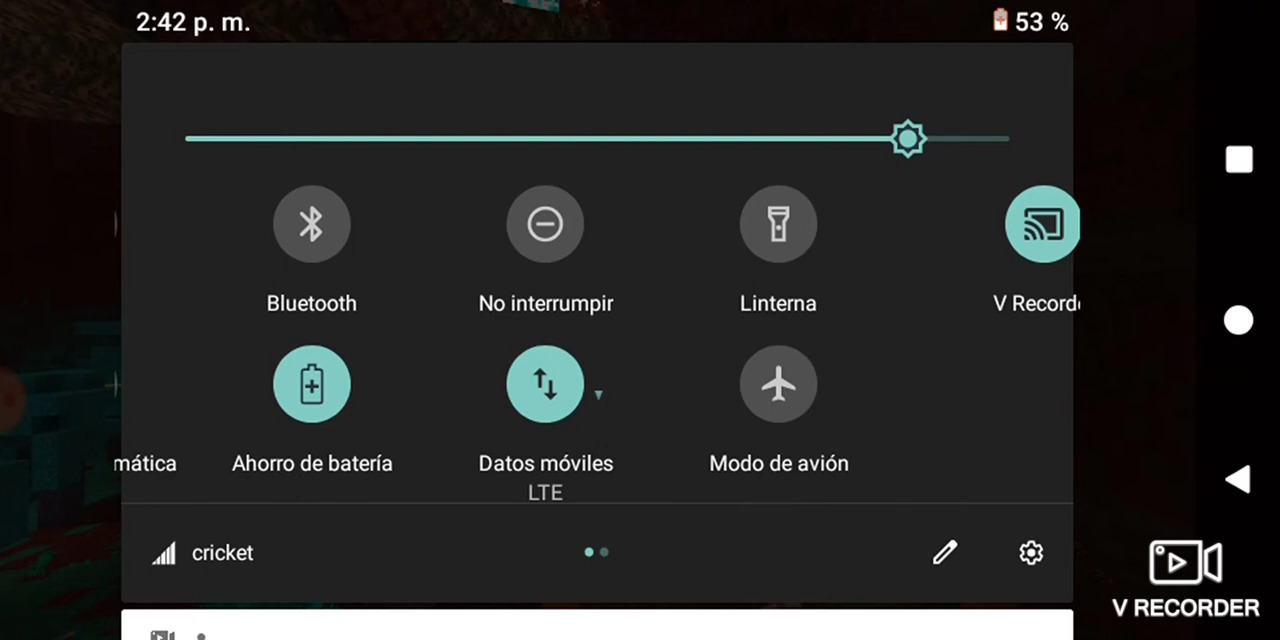 2:42 p. m.
53 %
Bluetooth
No interrumpir
Linterna
V Record
mática
Ahorro de batería
Datos móviles
LTE
Modo de avión
cricket
V RECORDER